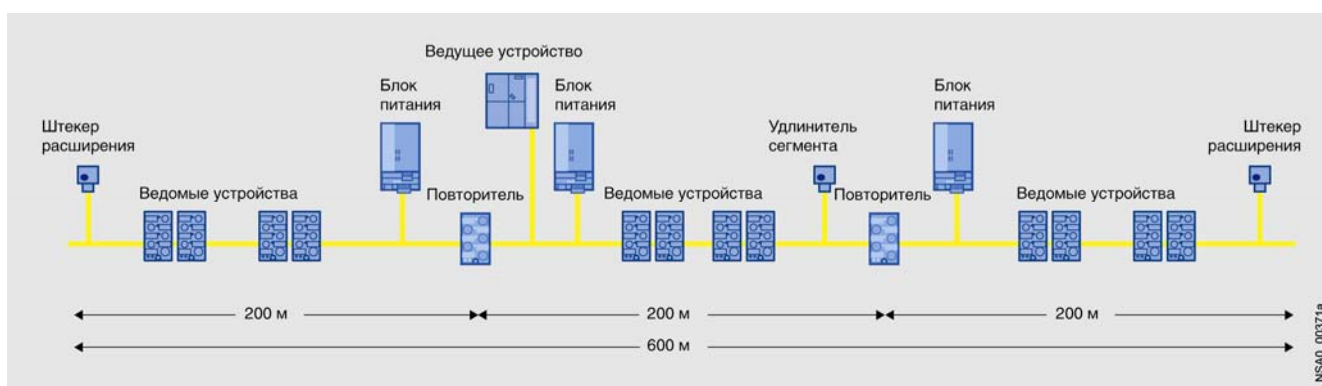 Ведущее устройство
Блок
питания
Блок
питания
Блок
питания
Штекер
расширения
Удлинитель
сегмента
Штекер
расширения
Ведомые устройства
Повторитель
Ведомые устройства
Повторитель
Ведомые устройства
200 м
200 м
200 м
600 м
NSA0_00371a